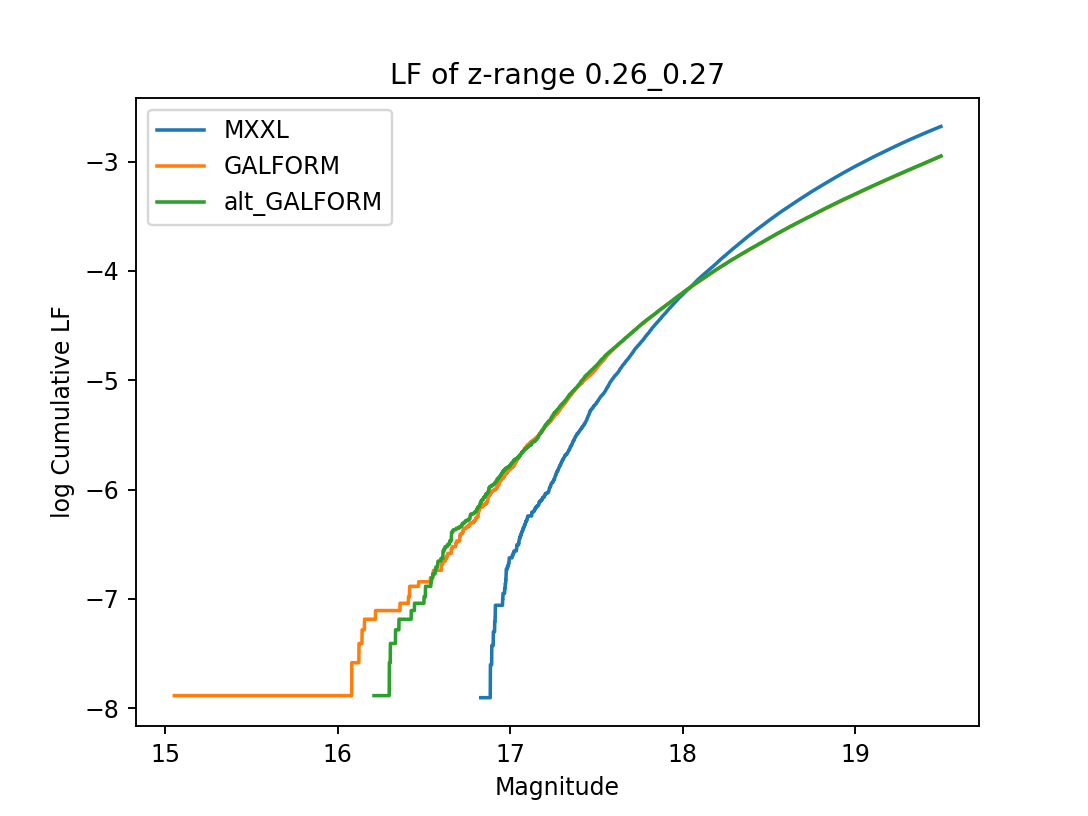 LF of z-range 0.26_0.27
MXXL
GALFORM
alt_GALFORM
−3
−4
−5
−6
−7
−8
log Cumulative LF
15 16 17 18 19
Magnitude